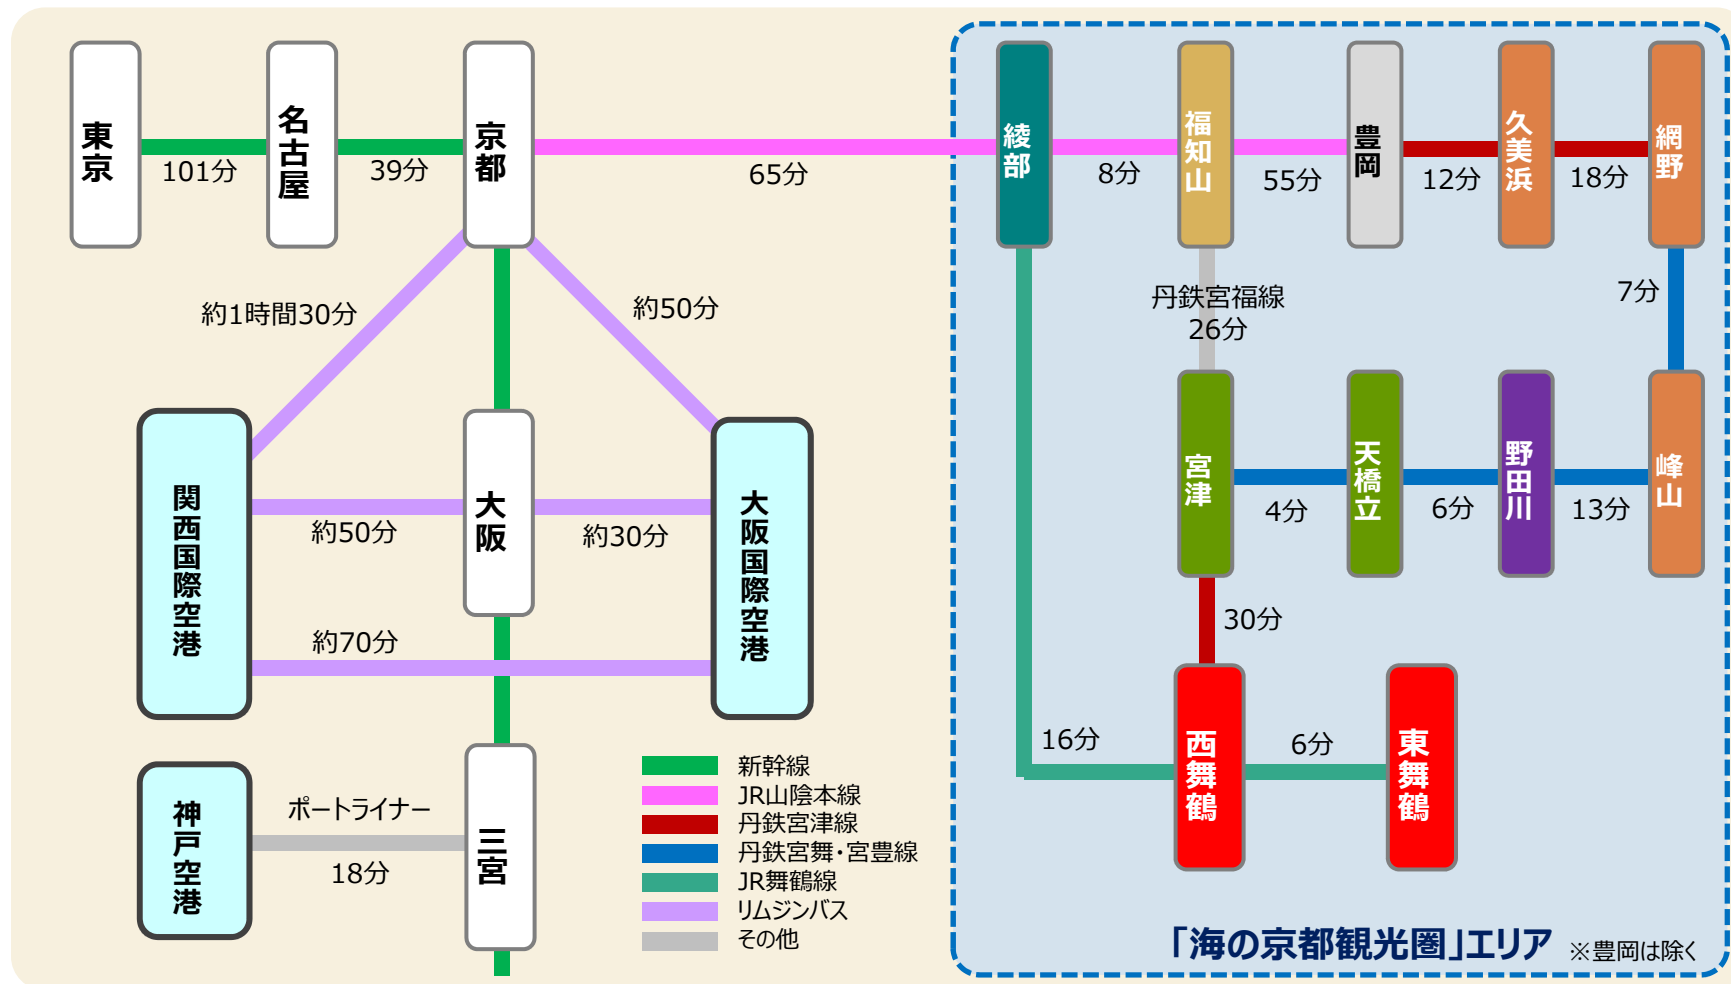 東京
名古屋
京都
綾部
福知山
豊岡
久美浜
網野
101分
39分
65分
8分
55分
12分
18分
約1時間30分
約50分
丹鉄宮福線
26分
7分
関西国際空港
大阪
大阪国際空港
宮津
天橋立
野田川
峰山
約50分
約30分
4分
6分
13分
約70分
30分
16分
西舞鶴
6分
東舞鶴
神戸空港
ポートライナー
18分
三宮
新幹線
JR山陰本線
丹鉄宮津線
丹鉄宮舞・宮豊線
JR舞鶴線
リムジンバス
その他
「海の京都観光圏」エリア ※豊岡は除く